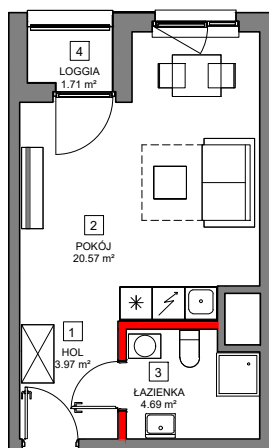 4
LOGGIA
1.71 m²
2
POKÓJ
20.57 m²
1
HOL
3.97 m²
3
ŁAZIENKA
4.69 m²